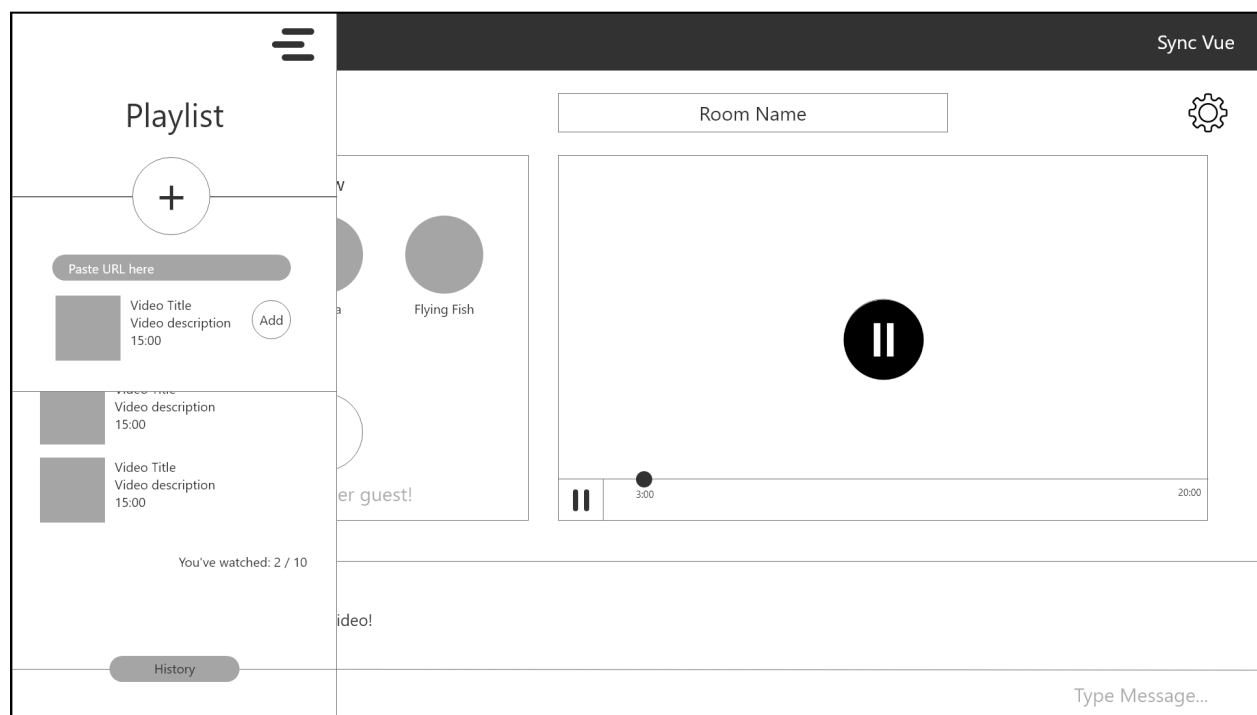 Sync Vue
Playlist
Room Name
+
Paste URL here
Video Title
Video description
15:00
Add
Flying Fish
Video description
15:00
Video Title
Video description
15:00
er guest!
3:00
20:00
You've watched: 2 / 10
ideo!
History
Type Message...